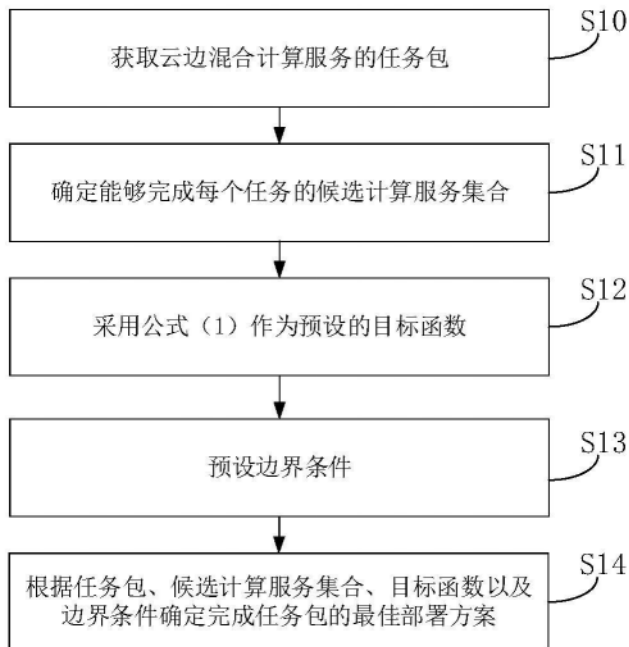 S10
获取云边混合计算服务的任务包
S11
确定能够完成每个任务的候选计算服务集合
S12
采用公式（1）作为预设的目标函数
S13
预设边界条件
S14
根据任务包、候选计算服务集合、目标函数以及
边界条件确定完成任务包的最佳部署方案